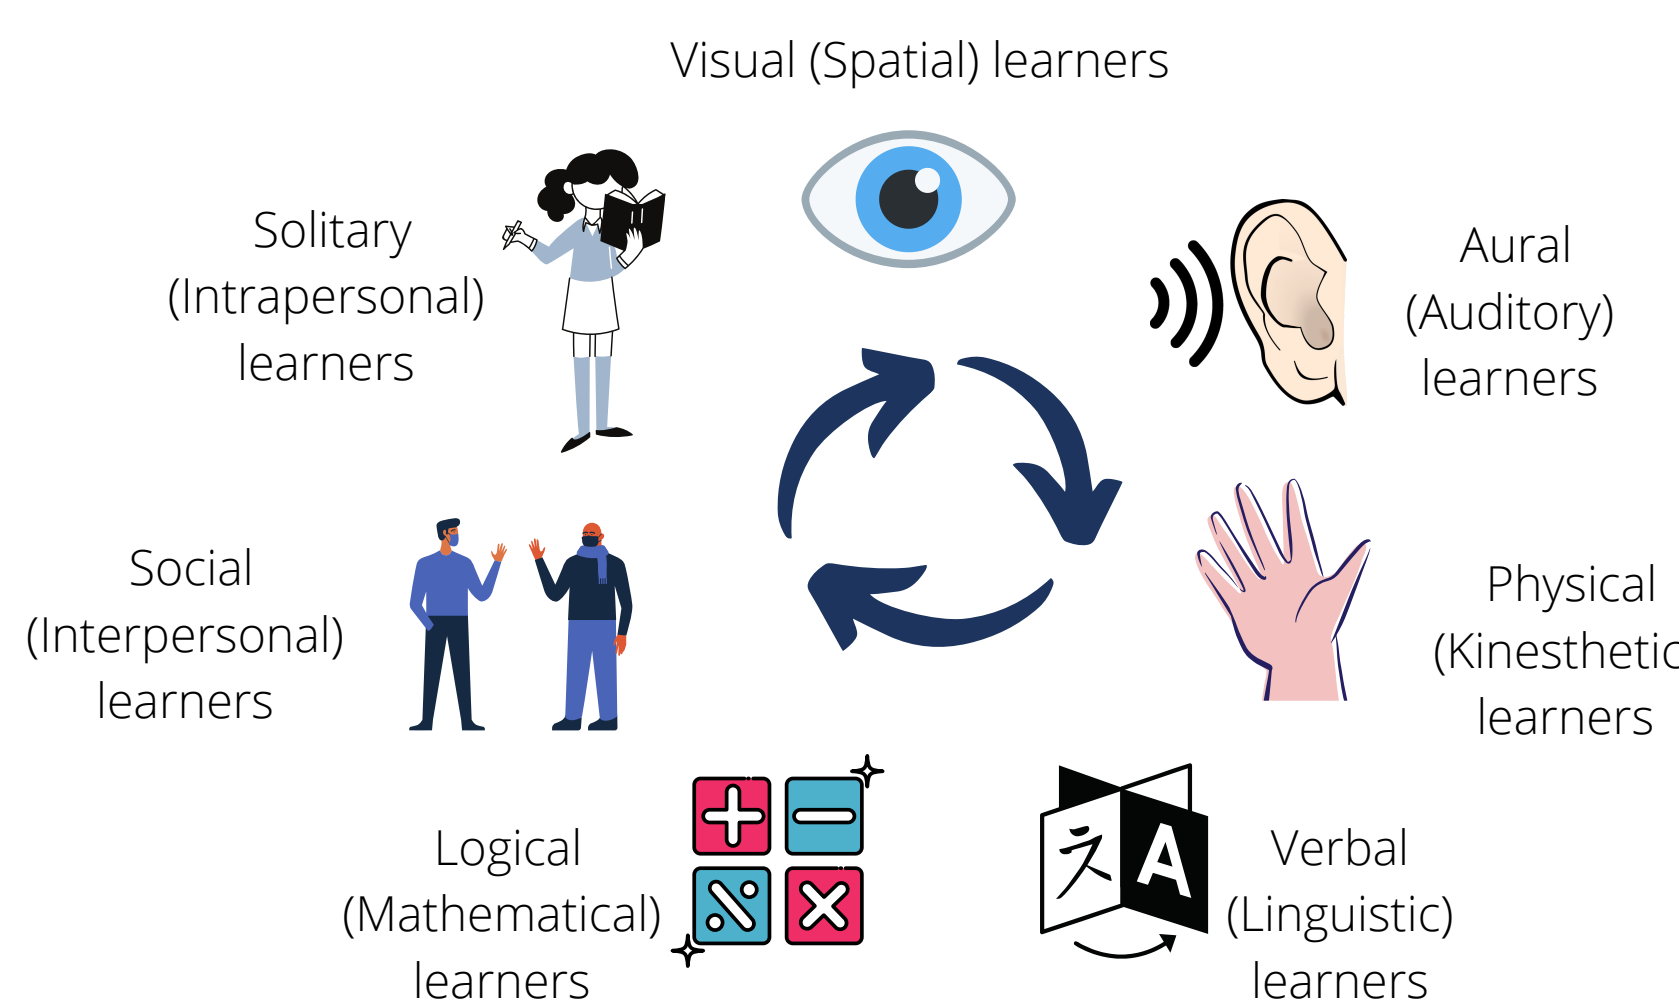 Visual (Spatial) learners
Aural
(Auditory)
learners
Physical
(Kinesthetic
learners
Verbal
(Linguistic)
learners
A
Logical
(Mathematical)
learners
Social
(Interpersonal)
learners
Solitary
(Intrapersonal)
learners